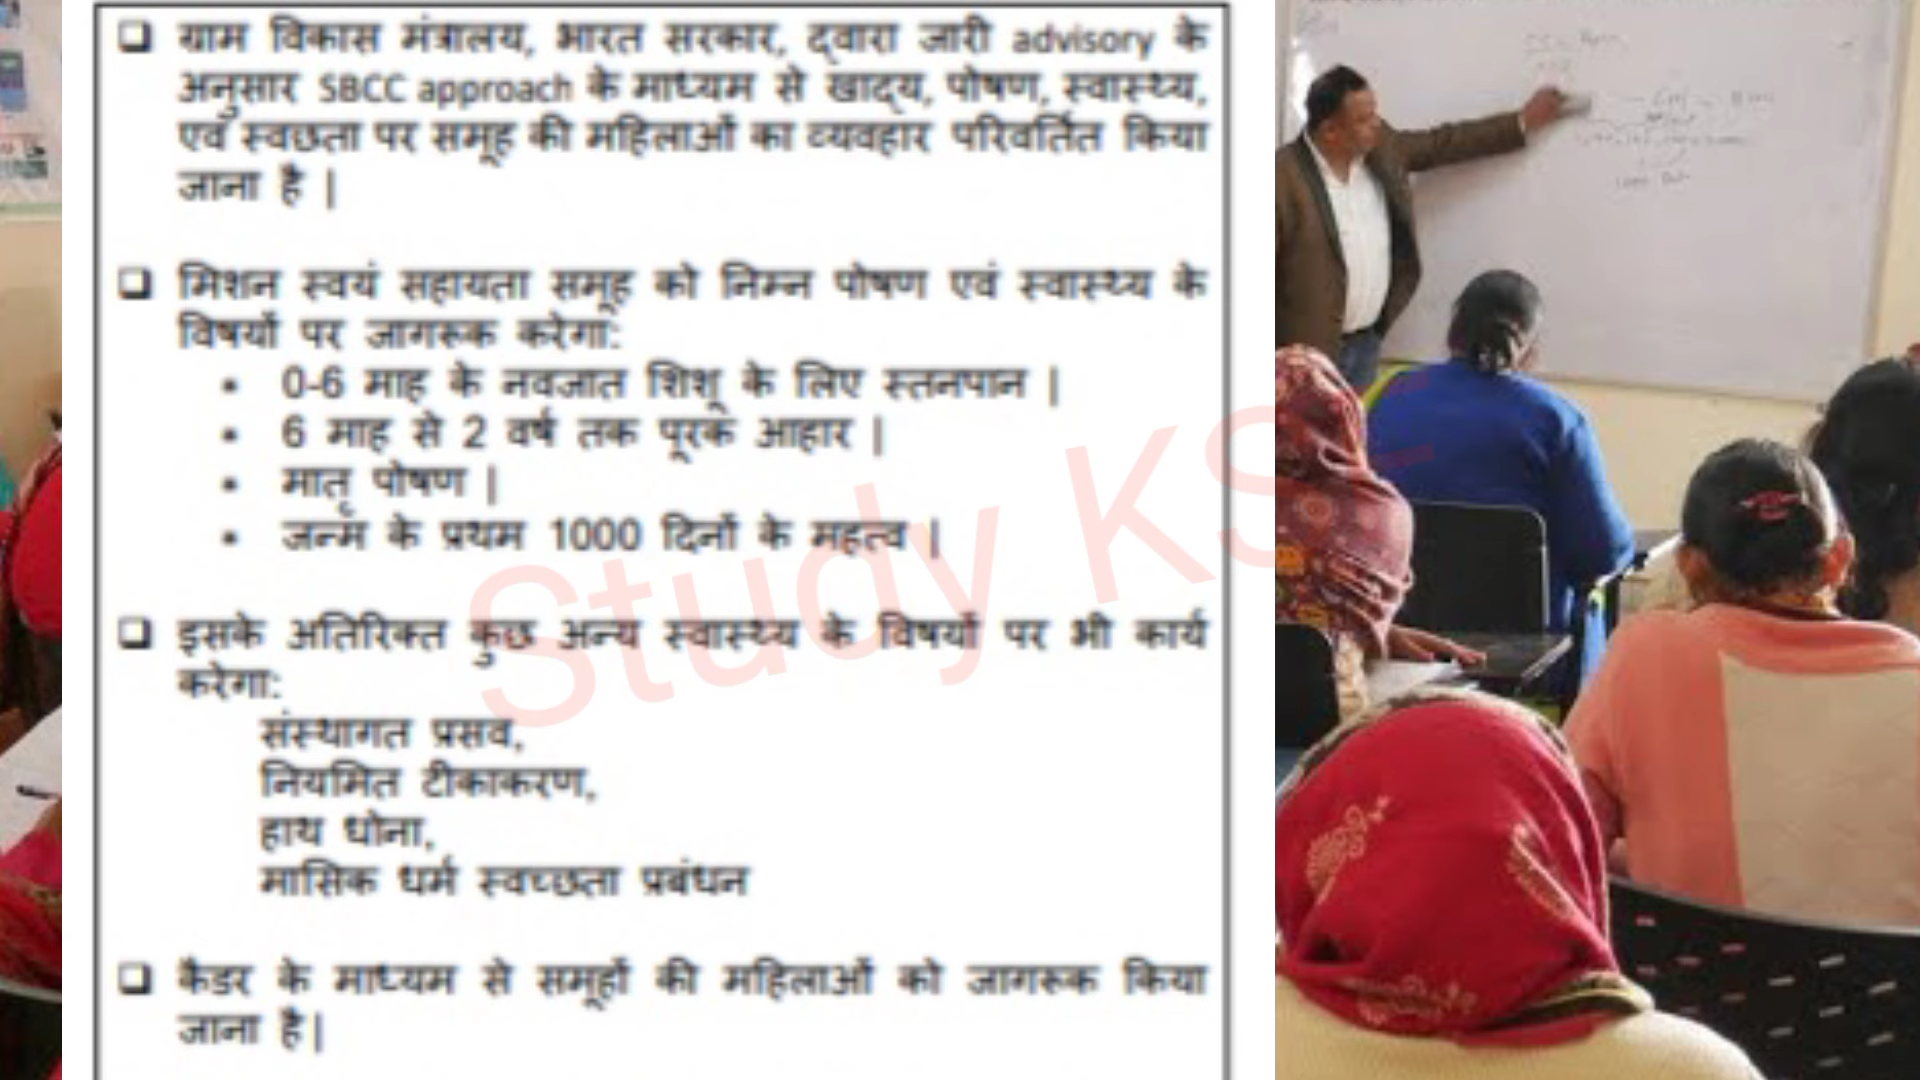 ❑ ग्राम विकास मंत्रालय, भारत सरकार, द्वारा जारी advisory के
अनुसार SBCC approach के माध्यम से खाद्य, पोषण, स्वास्थ्य,
एवं स्वछता पर समूह की महिलाओं का व्यवहार परिवर्तित किया
जाना है |
❑ मिशन स्वयं सहायता समूह को निम्न पोषण एवं स्वास्थ्य के
विषयों पर जागरूक करेगा:
• 0-6 माह के नवजात शिशु के लिए स्तनपान |
• 6 माह से 2 वर्ष तक पूरक आहार |
• मातृ पोषण |
• जन्म के प्रथम 1000 दिनों के महत्व |
❑ इसके अतिरिक्त कुछ अन्य स्वास्थ्य के विषयों पर भी कार्य
करेगा:
संस्थागत प्रसव,
नियमित टीकाकरण,
हाथ धोना,
मासिक धर्म स्वच्छता प्रबंधन
❑ कैडर के माध्यम से समूहों की महिलाओं को जागरूक किया
जाना है|
Study